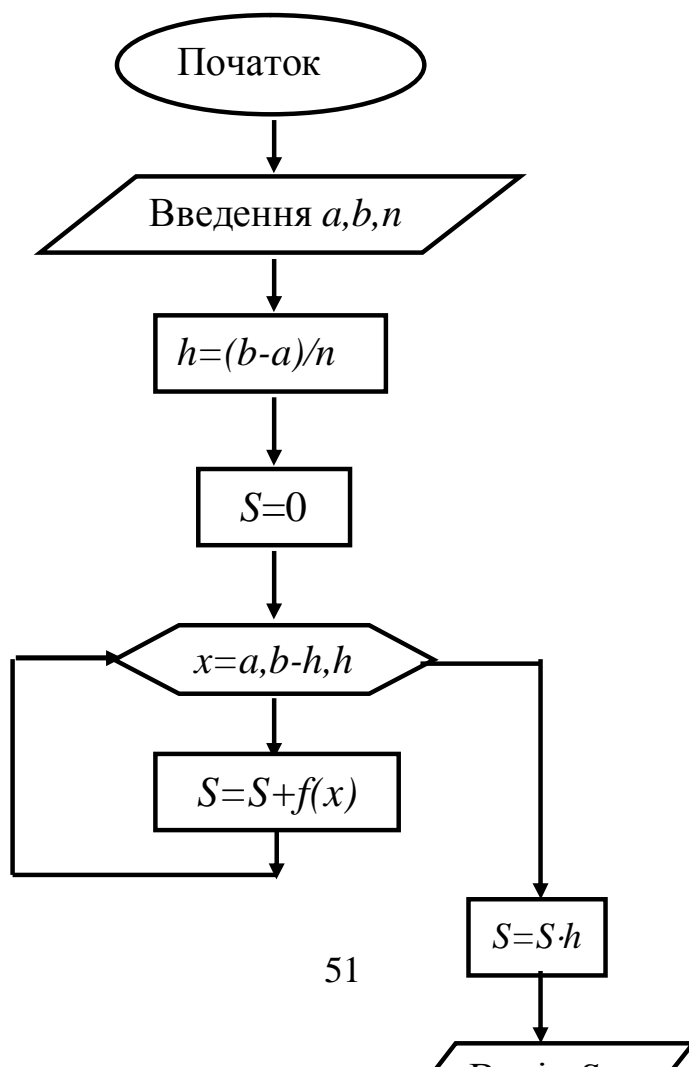 Початок
Введення a,b,n
h=(b-a)/n
S=0
x=a,b-h,h
S=S+f(x)
S=S·h
51